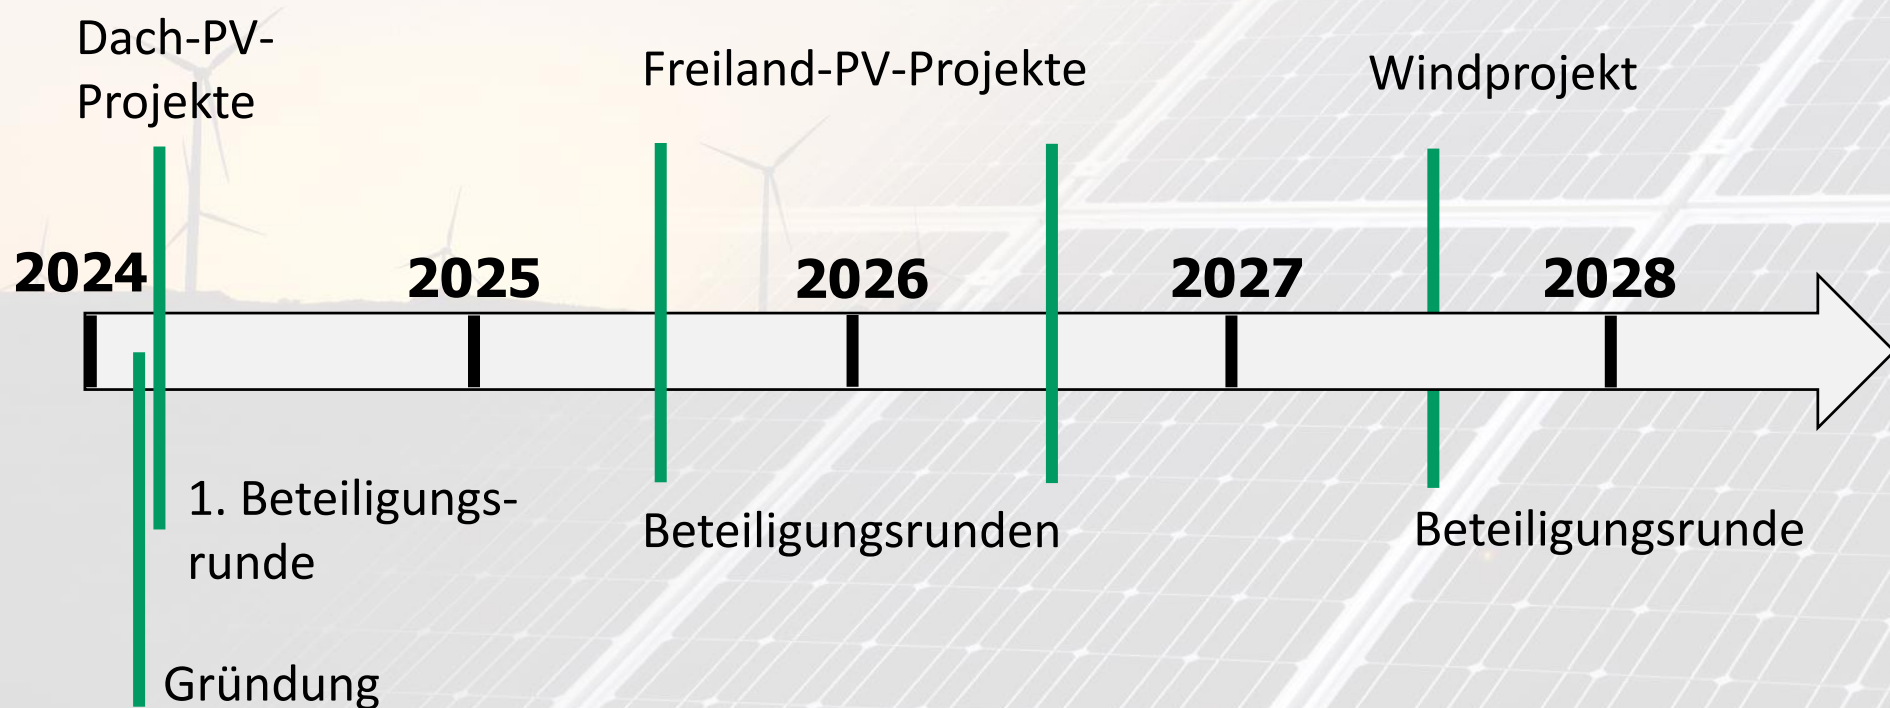 Dach-PV-
Projekte
Freiland-PV-Projekte
Windprojekt
2024
2025
2026
2027
2028
1. Beteiligungs-
runde
Beteiligungsrunden
Beteiligungsrunde
Gründung